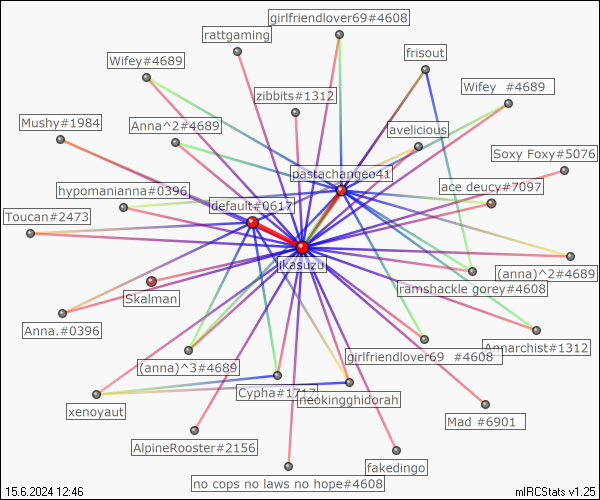 girlfriendlover69#4608
rattgaming
frisout
Wifey#4689
Wifey #4689
zibbits#1312
Mushy#1984
Anna^2#4689
avelicious
Soxy Foxy#5076
pastachangeo41
ace deucy#7097
hypomanianna#0396
default#0617
Toucan#2473
ikasuzu
(anna)^2#4689
ramshackle gorey#4608
Skalman
Anna.#0396
Annarchist#1312
girlfriendlover69 #4608
(anna)^3#4689
Cypha#1717
neokingghidorah
xenoyaut
Mad #6901
AlpineRooster#2156
fakedingo
no cops no laws no hope#4608
15.6.2024 12:46
mIRCStats v1.25